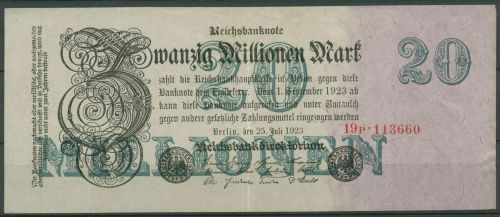 Reichsbanknote
Zwanzig Millionen Mark
20
20
zahlt die Reichsbankhauptkasse in Berlin gegen diese
Banknote dem Einlieferer. Vom 1. September 1923 ab
kann diese Banknote aufgerufen und unter Umtausch
gegen andere gesetzliche Zahlungsmittel eingezogen werden
Berlin, den 25. Juli 1923
19P·113660
Reichsbankdirektorium
MILLIONEN